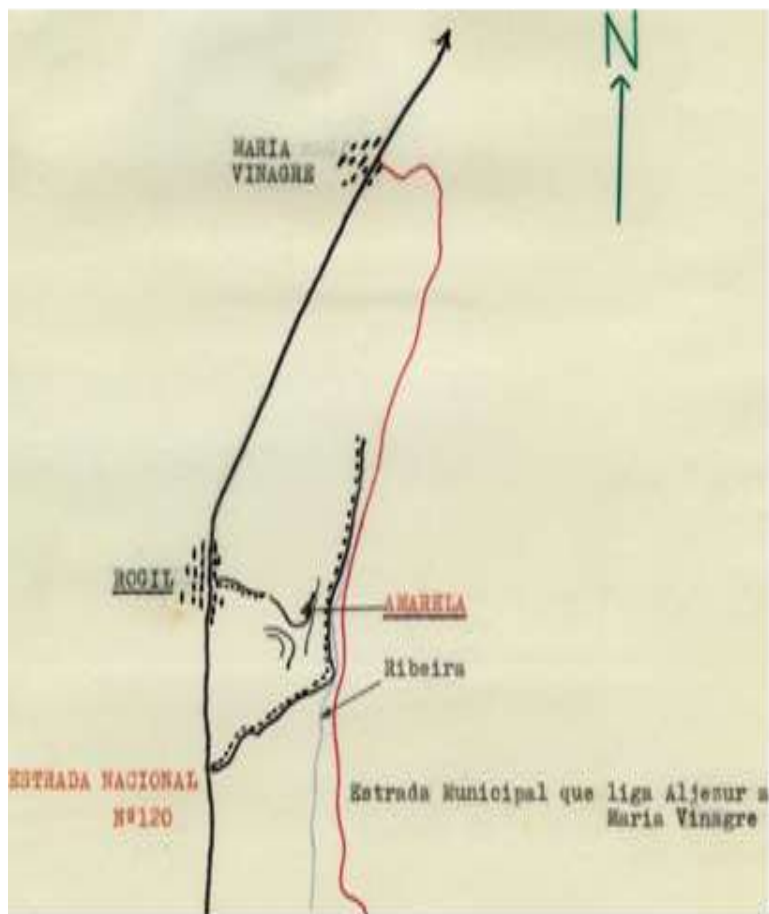 N
MARIA
VINAGRE
ROGIL
AMARELA
Ribeira
ESTRADA NACIONAL
Nº120
Estrada Municipal que liga Aljezur a
Maria Vinagre